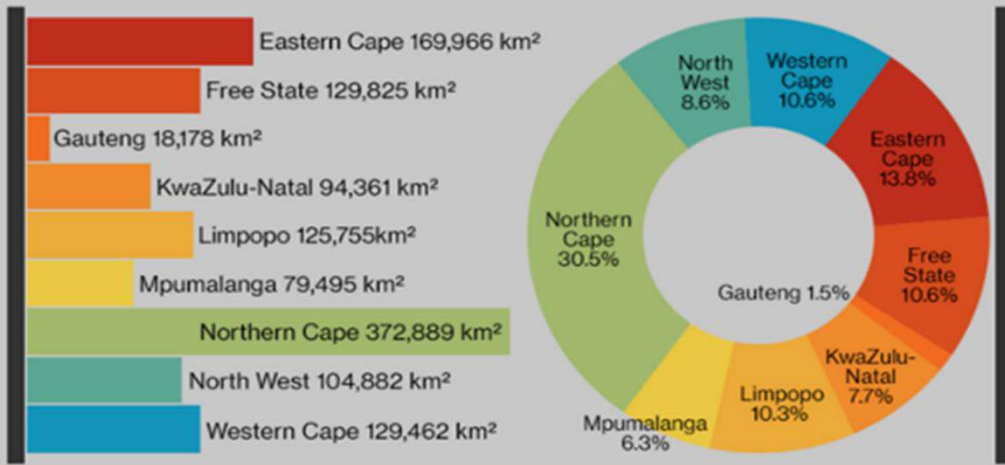 Eastern Cape 169,966 km²
Free State 129,825 km²
Gauteng 18,178 km²
KwaZulu-Natal 94,361 km²
Limpopo 125,755km²
Mpumalanga 79,495 km²
Northern Cape 372,889 km²
North West 104,882 km²
Western Cape 129,462 km²
North
West
8.6%
Western
Cape
10.6%
Eastern
Cape
13.8%
Northern
Cape
30.5%
Free
State
10.6%
Gauteng 1.5%
KwaZulu-
Natal
7.7%
Limpopo
10.3%
Mpumalanga
6.3%